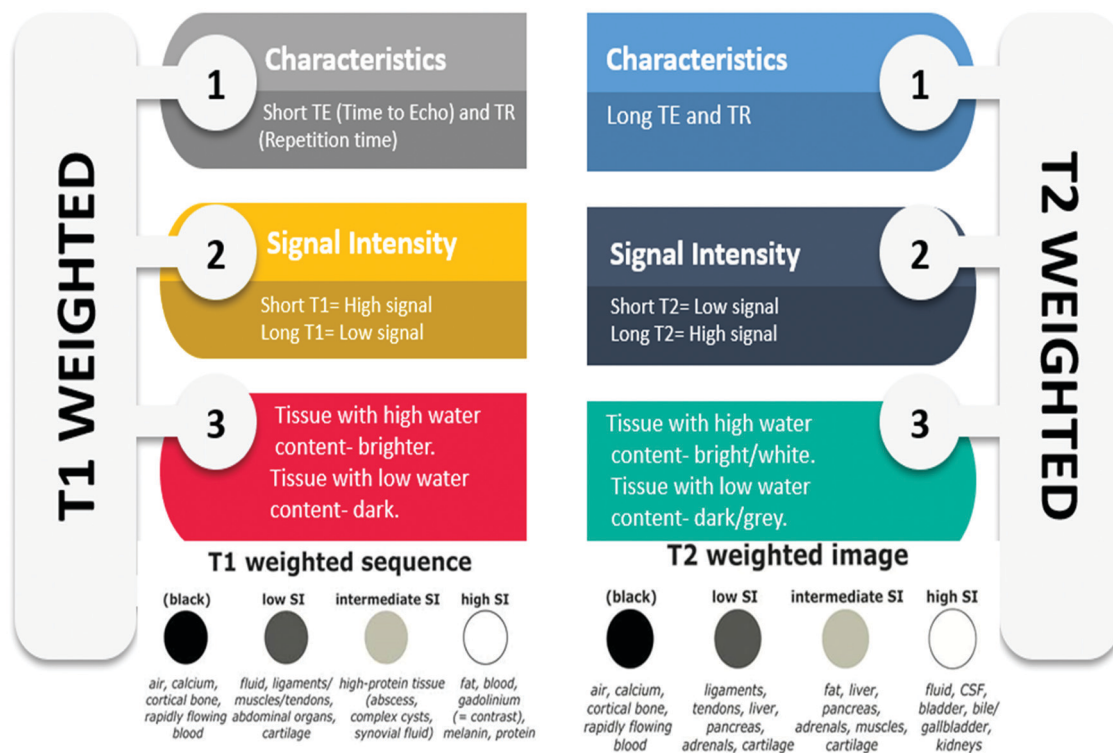 T1 WEIGHTED
1
Characteristics
Short TE (Time to Echo) and TR
(Repetition time)
2
Signal Intensity
Short T1= High signal
Long T1= Low signal
3
Tissue with high water
content- brighter.
Tissue with low water
content- dark.
T1 weighted sequence
(black)
air, calcium,
cortical bone,
rapidly flowing
blood
low SI
fluid, ligaments/
muscles/tendons,
abdominal organs,
cartilage
intermediate SI
high-protein tissue
(abscess,
complex cysts,
synovial fluid)
high SI
fat, blood,
gadolinium
(= contrast),
melanin, protein
T2 WEIGHTED
1
Characteristics
Long TE and TR
2
Signal Intensity
Short T2= Low signal
Long T2= High signal
3
Tissue with high water
content- bright/white.
Tissue with low water
content- dark/grey.
T2 weighted image
(black)
air, calcium,
cortical bone,
rapidly flowing
blood
low SI
ligaments,
tendons, liver,
pancreas,
adrenals, cartilage
intermediate SI
fat, liver,
pancreas,
adrenals, muscles,
cartilage
high SI
fluid, CSF,
bladder, bile/
gallbladder,
kidneys